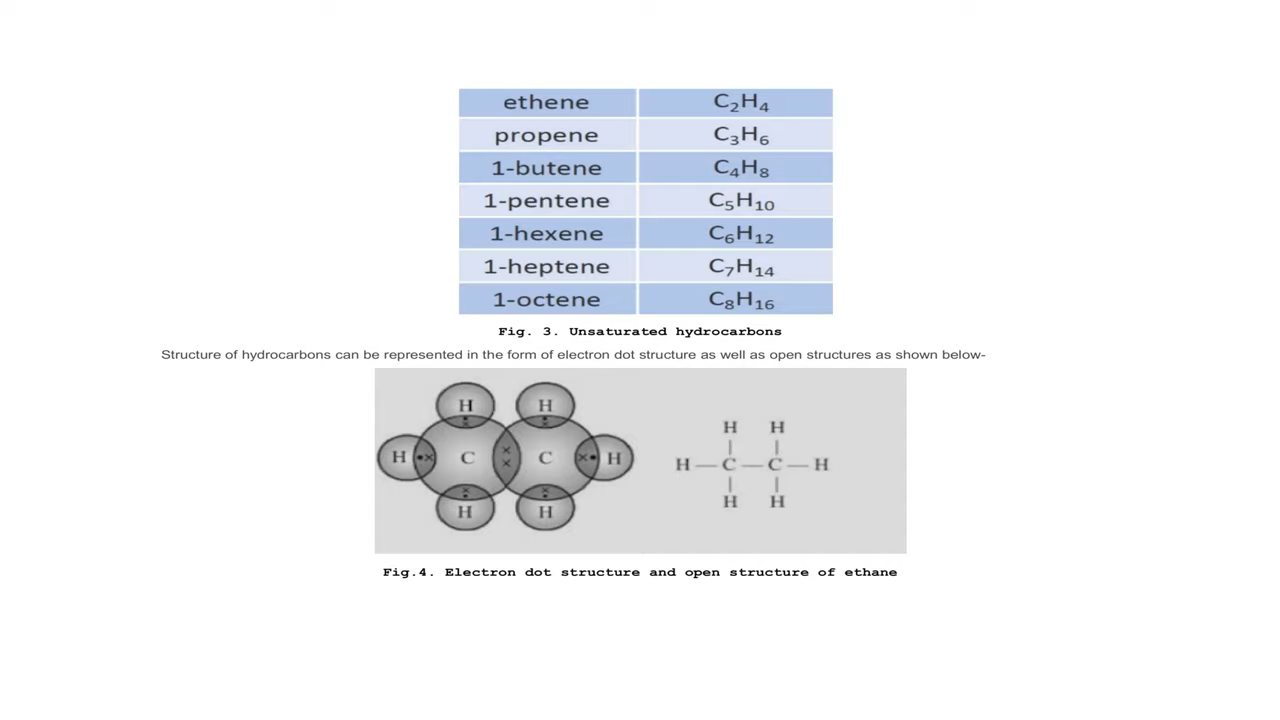 ethene C₂H₄
propene C₃H₆
1-butene C₄H₈
1-pentene C₅H₁₀
1-hexene C₆H₁₂
1-heptene C₇H₁₄
1-octene C₈H₁₆
Fig. 3. Unsaturated hydrocarbons
Structure of hydrocarbons can be represented in the form of electron dot structure as well as open structures as shown below-
H H
H C C H
H H
H H
H — C — C — H
H H
Fig.4. Electron dot structure and open structure of ethane